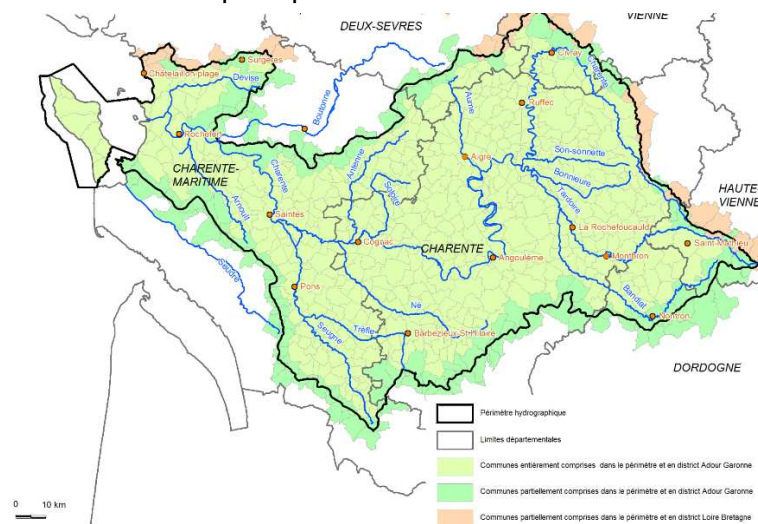 DEUX-SEVRES
VIENNE
Surgères
Châtelaillon-plage
Dévise
Civray
Charente
Boutonne
Aume
Ruffec
Rochefort
Antenne
Aigre
Son-sonnette
Bonnieure
CHARENTE-
MARITIME
Charente
Tardoire
HAUTE-
VIENNE
Arnoult
Saintes
La Rochefoucauld
Cognac
CHARENTE
Saint-Mathieu
Angoulême
Montbron
Seudre
Pons
Bandiat
Né
Nontron
Seugne
Trèfle
Barbezieux-St-Hilaire
DORDOGNE
Périmètre hydrographique
Limites départementales
Communes entièrement comprises dans le périmètre et en district Adour Garonne
Communes partiellement comprises dans le périmètre et en district Adour Garonne
Communes partiellement comprises dans le périmètre et en district Loire Bretagne
0 10 km